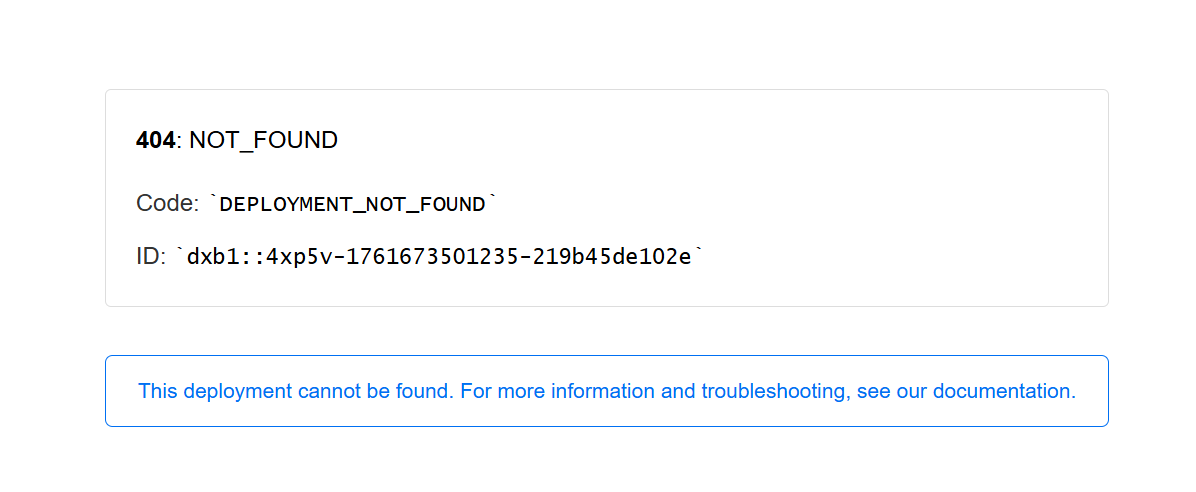 404: NOT_FOUND
Code: `DEPLOYMENT_NOT_FOUND`
ID: `dxb1::4xp5v-1761673501235-219b45de102e`
This deployment cannot be found. For more information and troubleshooting, see our documentation.